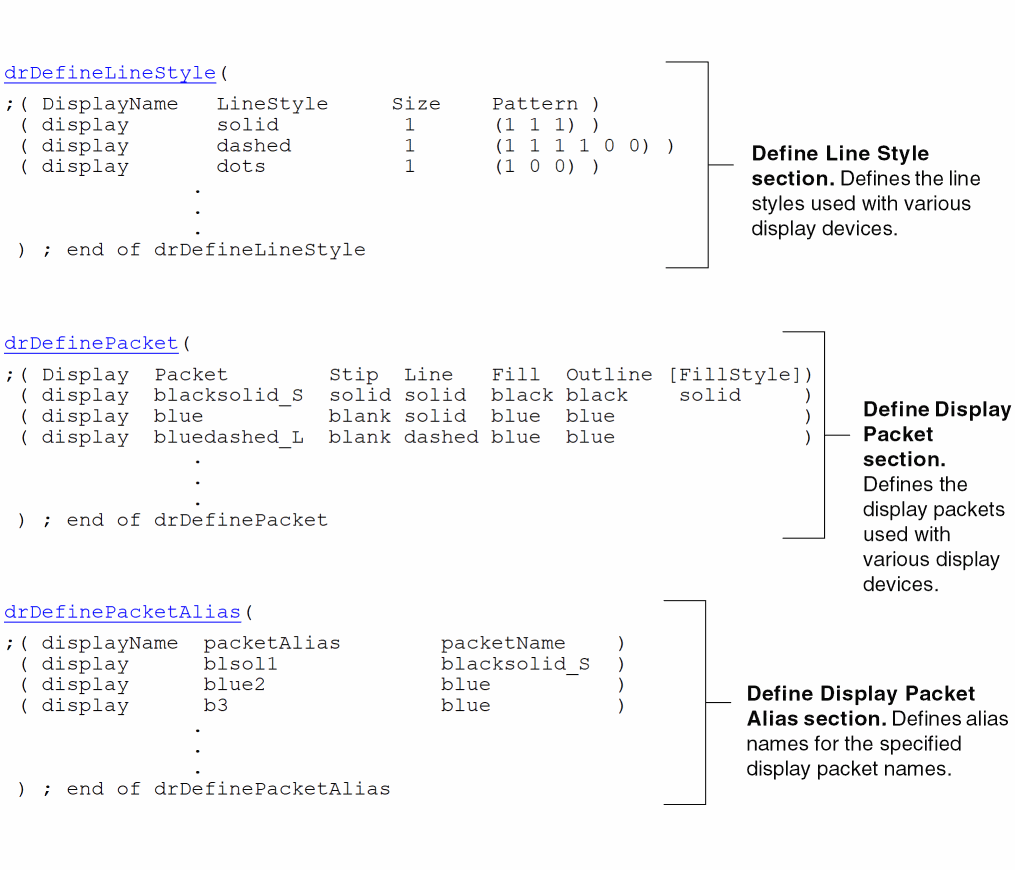 drDefineLineStyle(
;( DisplayName LineStyle Size Pattern )
( display solid 1 (1 1 1) )
( display dashed 1 (1 1 1 1 0 0) )
( display dots 1 (1 0 0) )
.
.
.
) ; end of drDefineLineStyle
Define Line Style
section. Defines the line
styles used with various
display devices.
drDefinePacket(
;( Display Packet Stip Line Fill Outline [FillStyle])
( display blacksolid_S solid solid black black solid )
( display blue blank solid blue blue )
( display bluedashed_L blank dashed blue blue )
.
.
.
) ; end of drDefinePacket
Define Display
Packet
section.
Defines the
display packets
used with
various display
devices.
drDefinePacketAlias(
;( displayName packetAlias packetName )
( display blsol1 blacksolid_S )
( display blue2 blue )
( display b3 blue )
.
.
.
) ; end of drDefinePacketAlias
Define Display Packet
Alias section. Defines alias
names for the specified
display packet names.